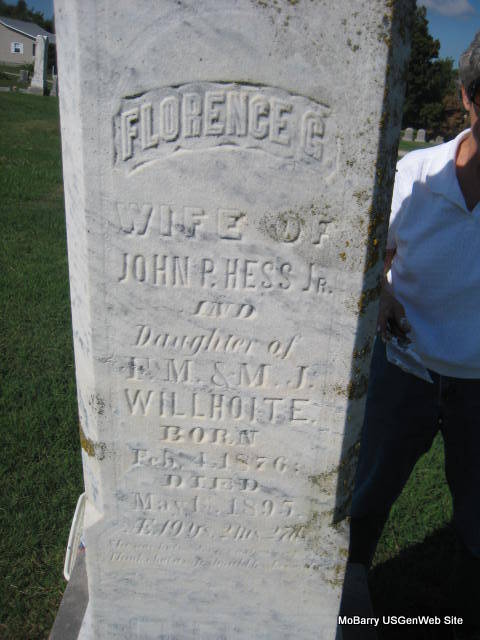 FLORENCE G.
WIFE OF
JOHN P. HESS JR.
AND
Daughter of
F. M. & M. J.
WILLHOITE.
BORN
Feb. 4, 1876:
DIED
May 1, 1895.
MoBarry USGenWeb Site